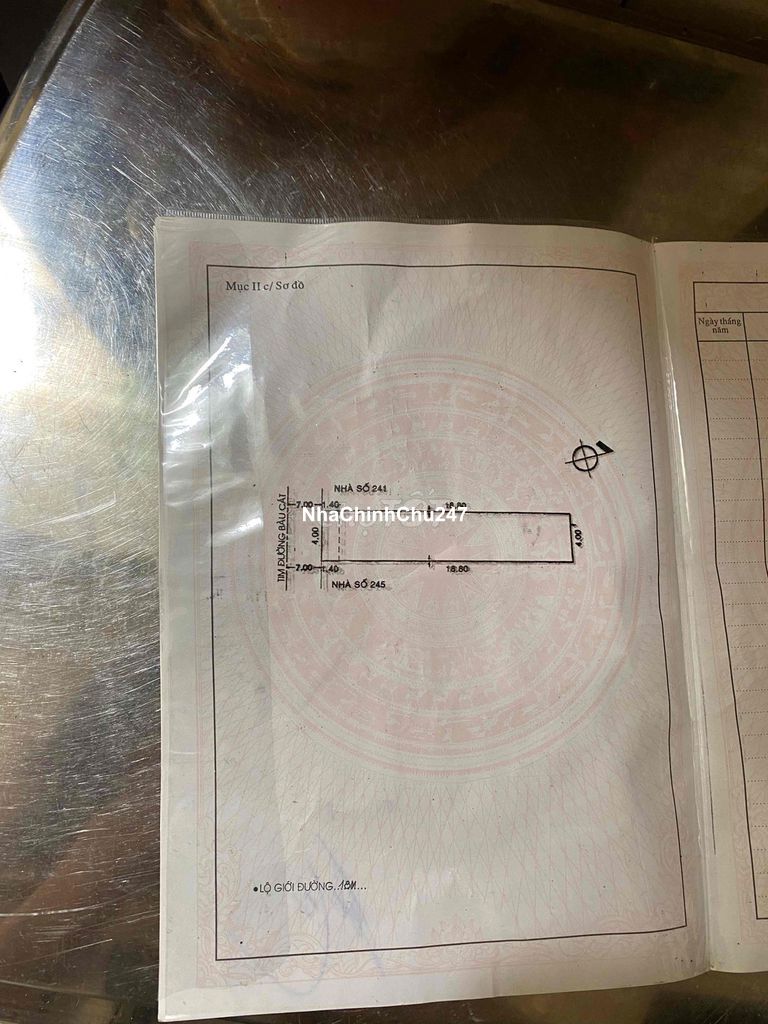 Mục II c/ Sơ đồ
Ngày tháng
năm
NHÀ SỐ 241
7.00
1.40
18.80
NhaChinhChu247
TIM ĐƯỜNG BÀU CÁT
4.00
4.00
7.00
1.40
18.80
NHÀ SỐ 245
•LỘ GIỚI ĐƯỜNG